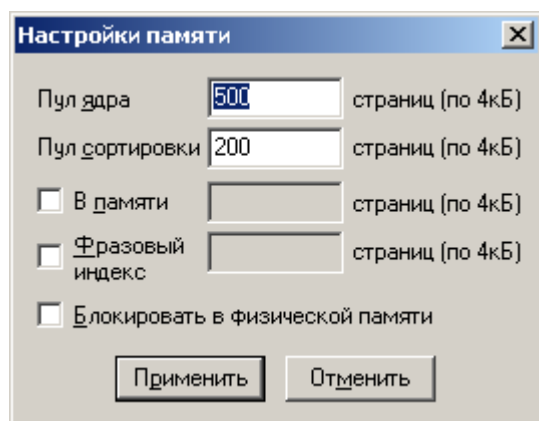 Настройки памяти
Пул ядра 500 страниц (по 4кБ)
Пул сортировки 200 страниц (по 4кБ)
В памяти страниц (по 4кБ)
Фразовый индекс страниц (по 4кБ)
Блокировать в физической памяти
Применить Отменить